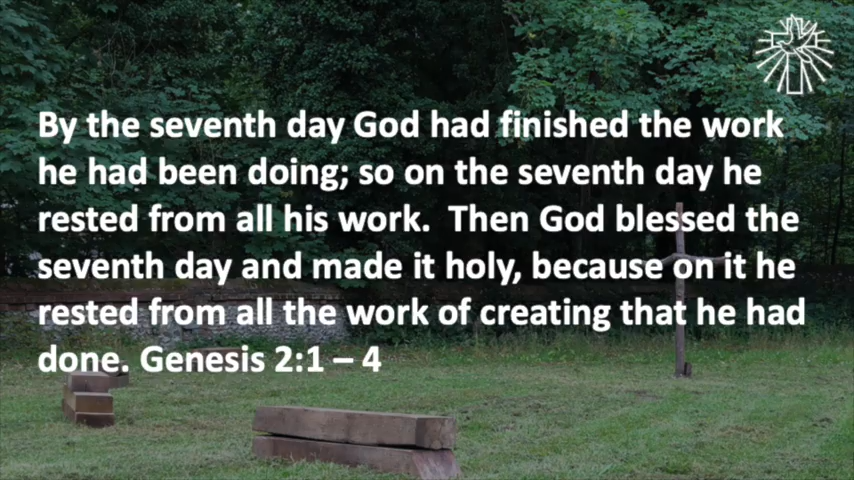 By the seventh day God had finished the work
he had been doing; so on the seventh day he
rested from all his work.  Then God blessed the
seventh day and made it holy, because on it he
rested from all the work of creating that he had
done. Genesis 2:1 – 4